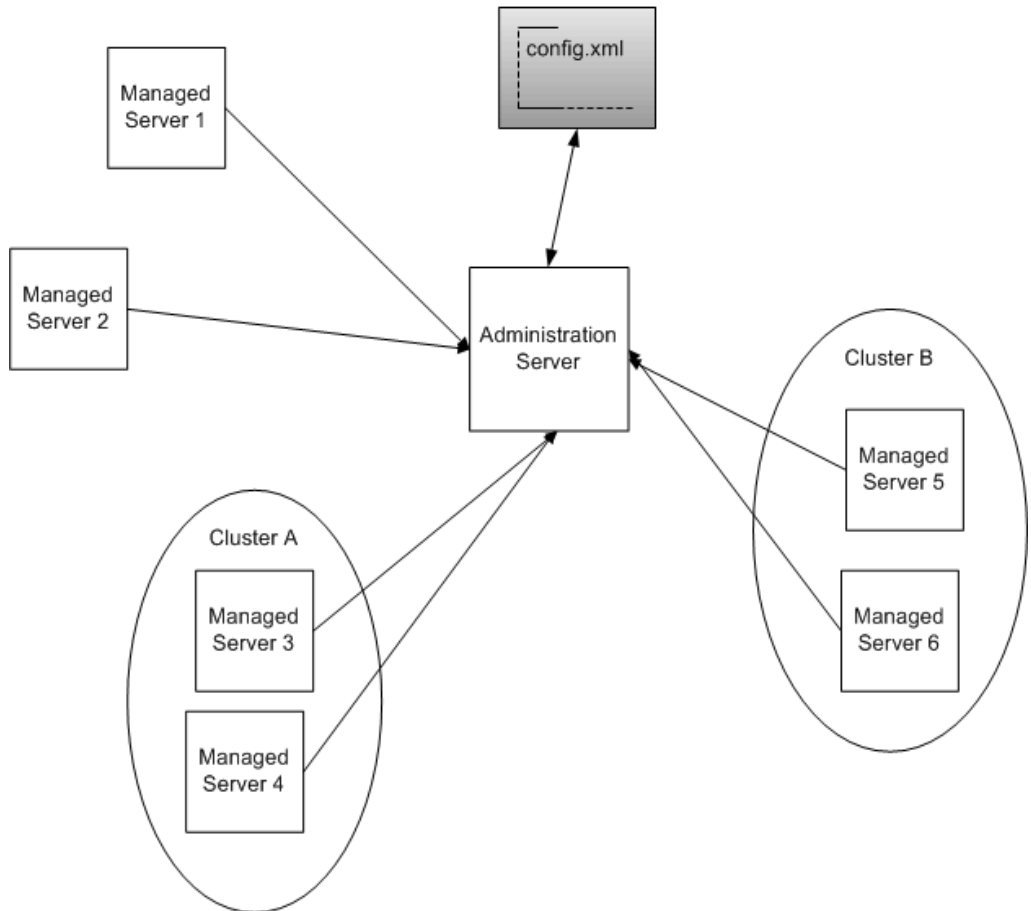 config.xml
Managed
Server 1
Managed
Server 2
Administration
Server
Cluster B
Managed
Server 5
Cluster A
Managed
Server 3
Managed
Server 6
Managed
Server 4